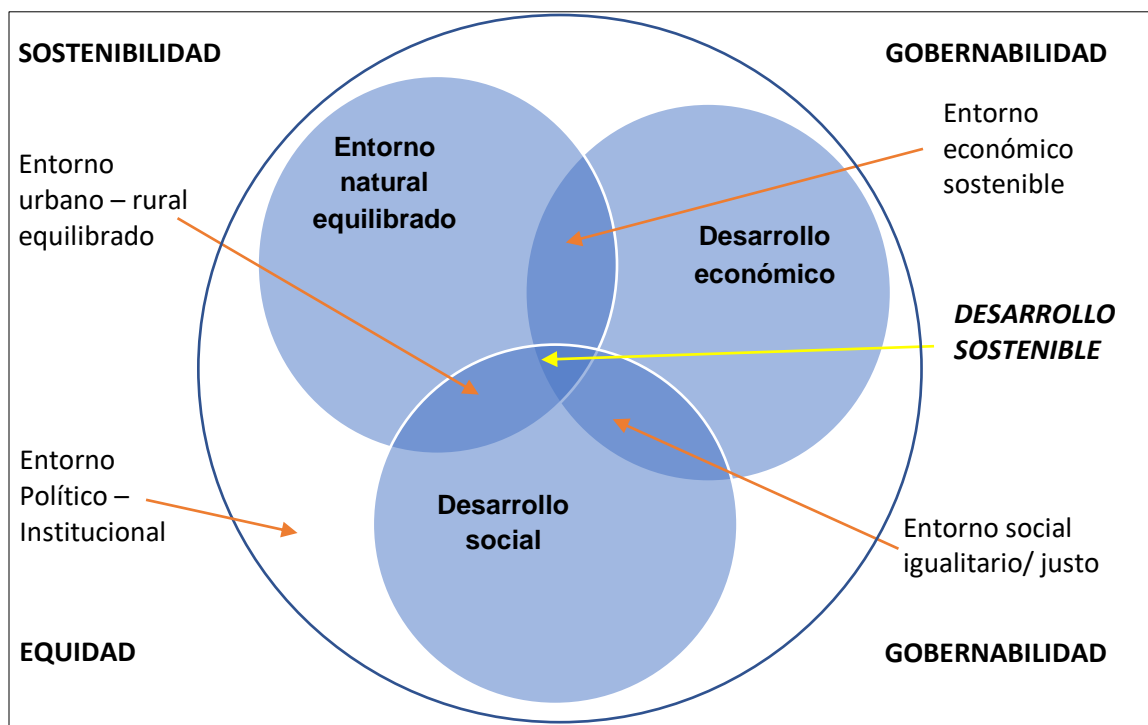 SOSTENIBILIDAD
GOBERNABILIDAD
Entorno
natural
equilibrado
Entorno
económico
sostenible
Entorno
urbano – rural
equilibrado
Desarrollo
económico
DESARROLLO
SOSTENIBLE
Entorno
Político –
Institucional
Desarrollo
social
Entorno social
igualitario/ justo
EQUIDAD
GOBERNABILIDAD